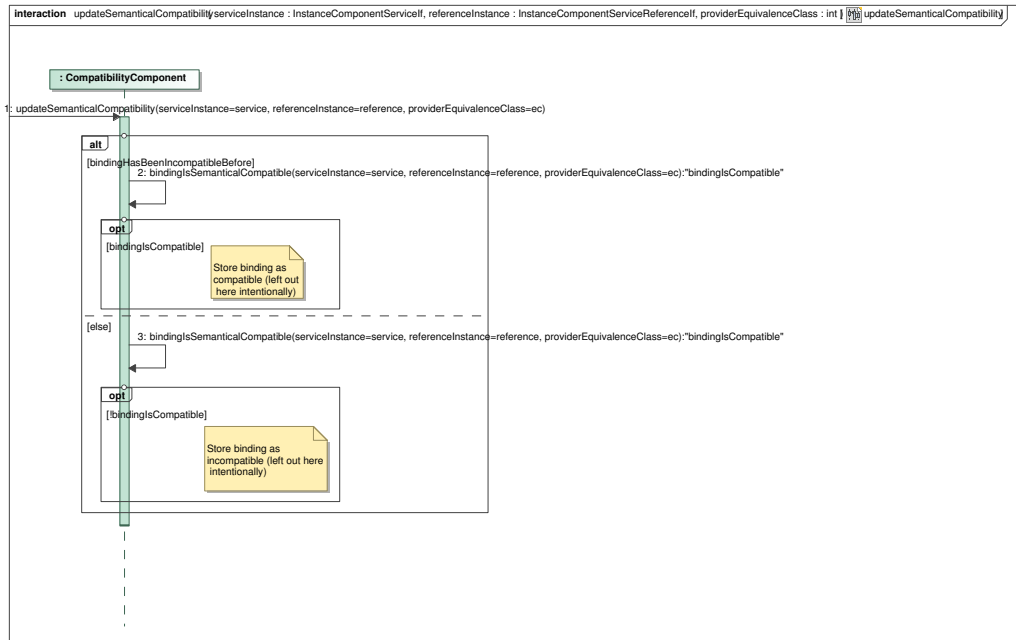 interaction updateSemanticalCompatibility(serviceInstance : InstanceComponentServiceIf, referenceInstance : InstanceComponentServiceReferenceIf, providerEquivalenceClass : int )[ updateSemanticalCompatibility]
: CompatibilityComponent
1: updateSemanticalCompatibility(serviceInstance=service, referenceInstance=reference, providerEquivalenceClass=ec)
alt
[bindingHasBeenIncompatibleBefore]
2: bindingIsSemanticalCompatible(serviceInstance=service, referenceInstance=reference, providerEquivalenceClass=ec):"bindingIsCompatible"
opt
[bindingIsCompatible]
Store binding as
compatible (left out
here intentionally)
[else]
3: bindingIsSemanticalCompatible(serviceInstance=service, referenceInstance=reference, providerEquivalenceClass=ec):"bindingIsCompatible"
opt
[!bindingIsCompatible]
Store binding as
incompatible (left out here
intentionally)